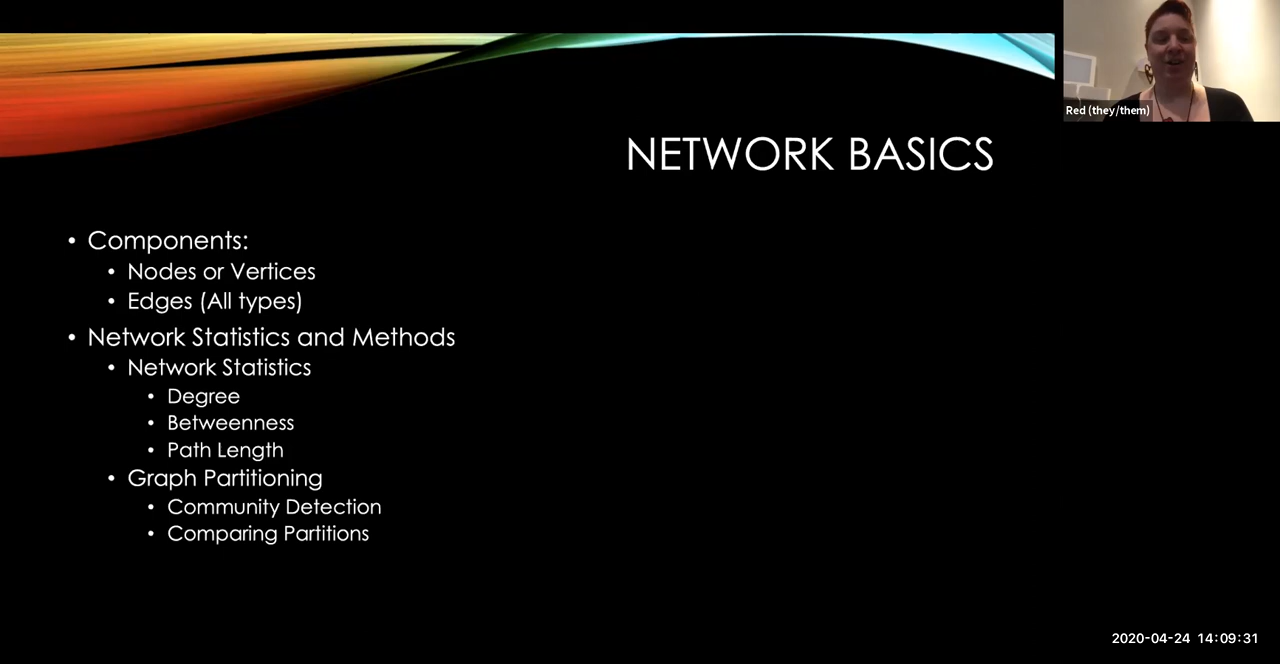 Red (they/them)
NETWORK BASICS
• Components:
• Nodes or Vertices
• Edges (All types)
• Network Statistics and Methods
• Network Statistics
• Degree
• Betweenness
• Path Length
• Graph Partitioning
• Community Detection
• Comparing Partitions
2020-04-24 14:09:31